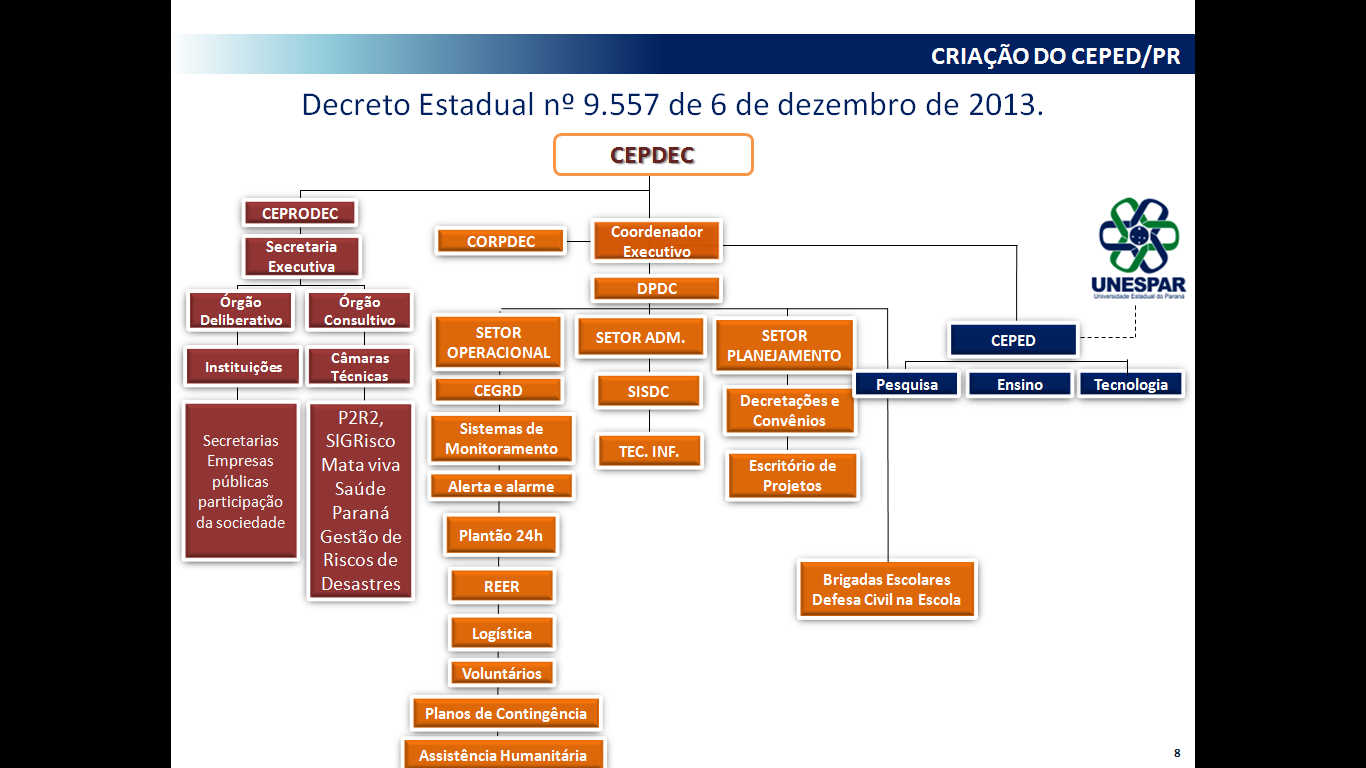 CRIAÇÃO DO CEPED/PR
Decreto Estadual nº 9.557 de 6 de dezembro de 2013.
CEPDEC
CEPRODEC
Secretaria
Executiva
Órgão
Deliberativo
Órgão
Consultivo
Instituições
Câmaras
Técnicas
Secretarias
Empresas
públicas
participação
da sociedade
P2R2,
SIGRisco
Mata viva
Saúde
Paraná
Gestão de
Riscos de
Desastres
CORPDEC
Coordenador
Executivo
DPDC
SETOR
OPERACIONAL
CEGRD
Sistemas de
Monitoramento
Alerta e alarme
Plantão 24h
REER
Logística
Voluntários
Planos de Contingência
Assistência Humanitária
SETOR ADM.
SISDC
TEC. INF.
SETOR
PLANEJAMENTO
Decretações e
Convênios
Escritório de
Projetos
Brigadas Escolares
Defesa Civil na Escola
UNESPAR
Universidade Estadual do Paraná
CEPED
Pesquisa
Ensino
Tecnologia
8